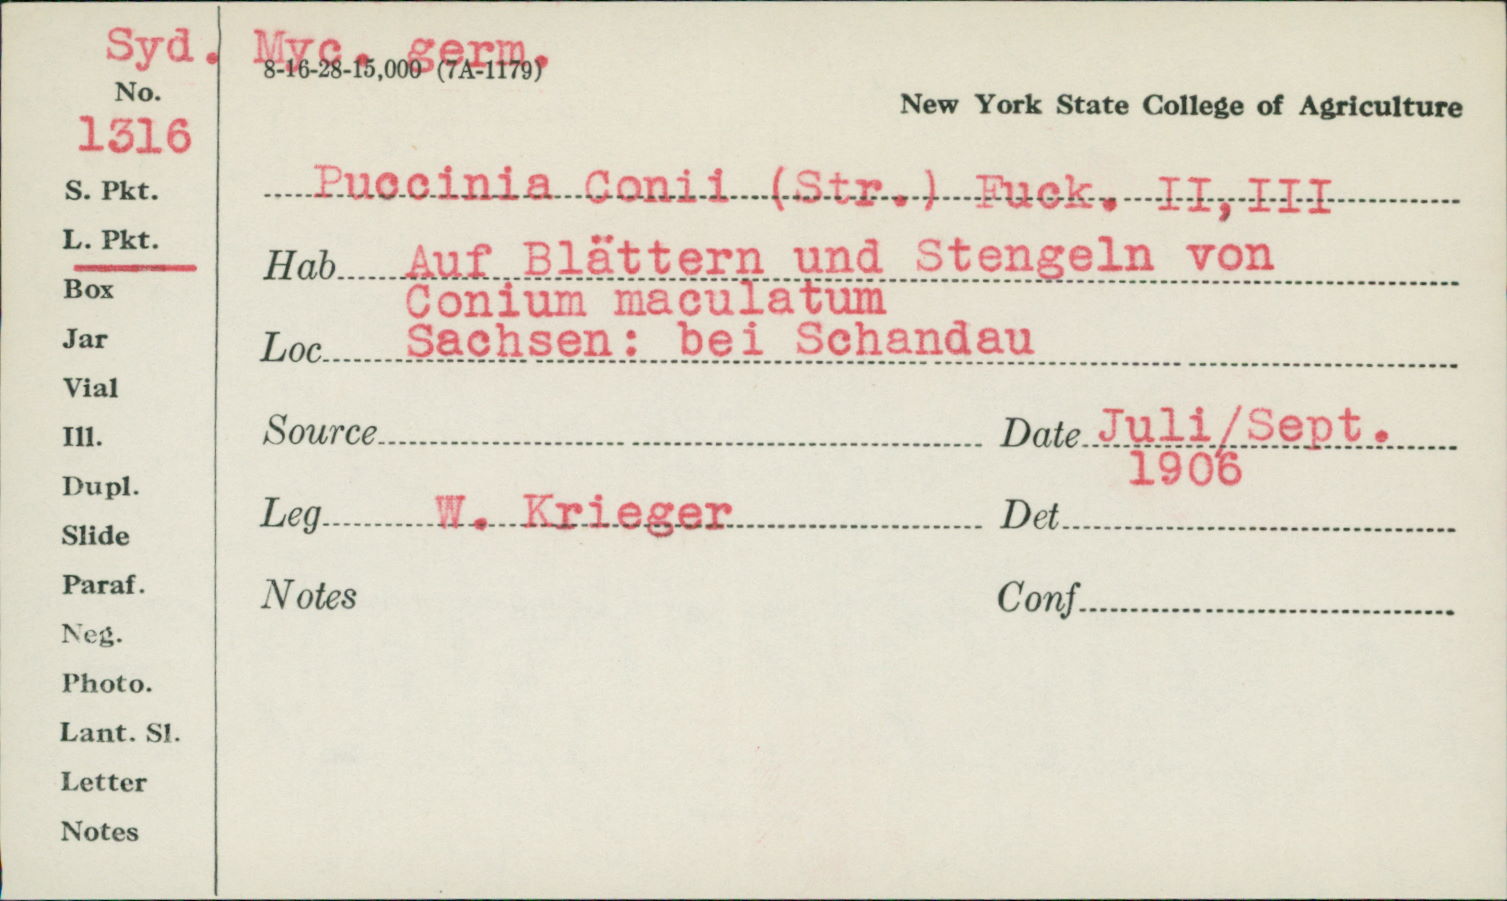 Syd. Myc. germ.
8-16-28-15,000 (7A-1179)
No.
1316
New York State College of Agriculture
S. Pkt.
Puccinia Conii (Str.) Fuck. II,III
L. Pkt.
Hab. Auf Blättern und Stengeln von
Conium maculatum
Box
Jar
Loc. Sachsen: bei Schandau
Vial
Ill.
Source
Date Juli/Sept.
1906
Dupl.
Leg. W. Krieger
Det.
Slide
Paraf.
Notes
Conf.
Neg.
Photo.
Lant. Sl.
Letter
Notes